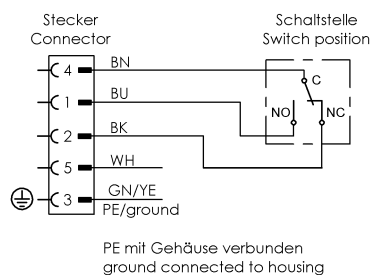 Stecker
Connector
Schaltstelle
Switch position
4 BN
C
1 BU
NO NC
2 BK
5 WH
3 GN/YE
PE/ground
PE mit Gehäuse verbunden
ground connected to housing